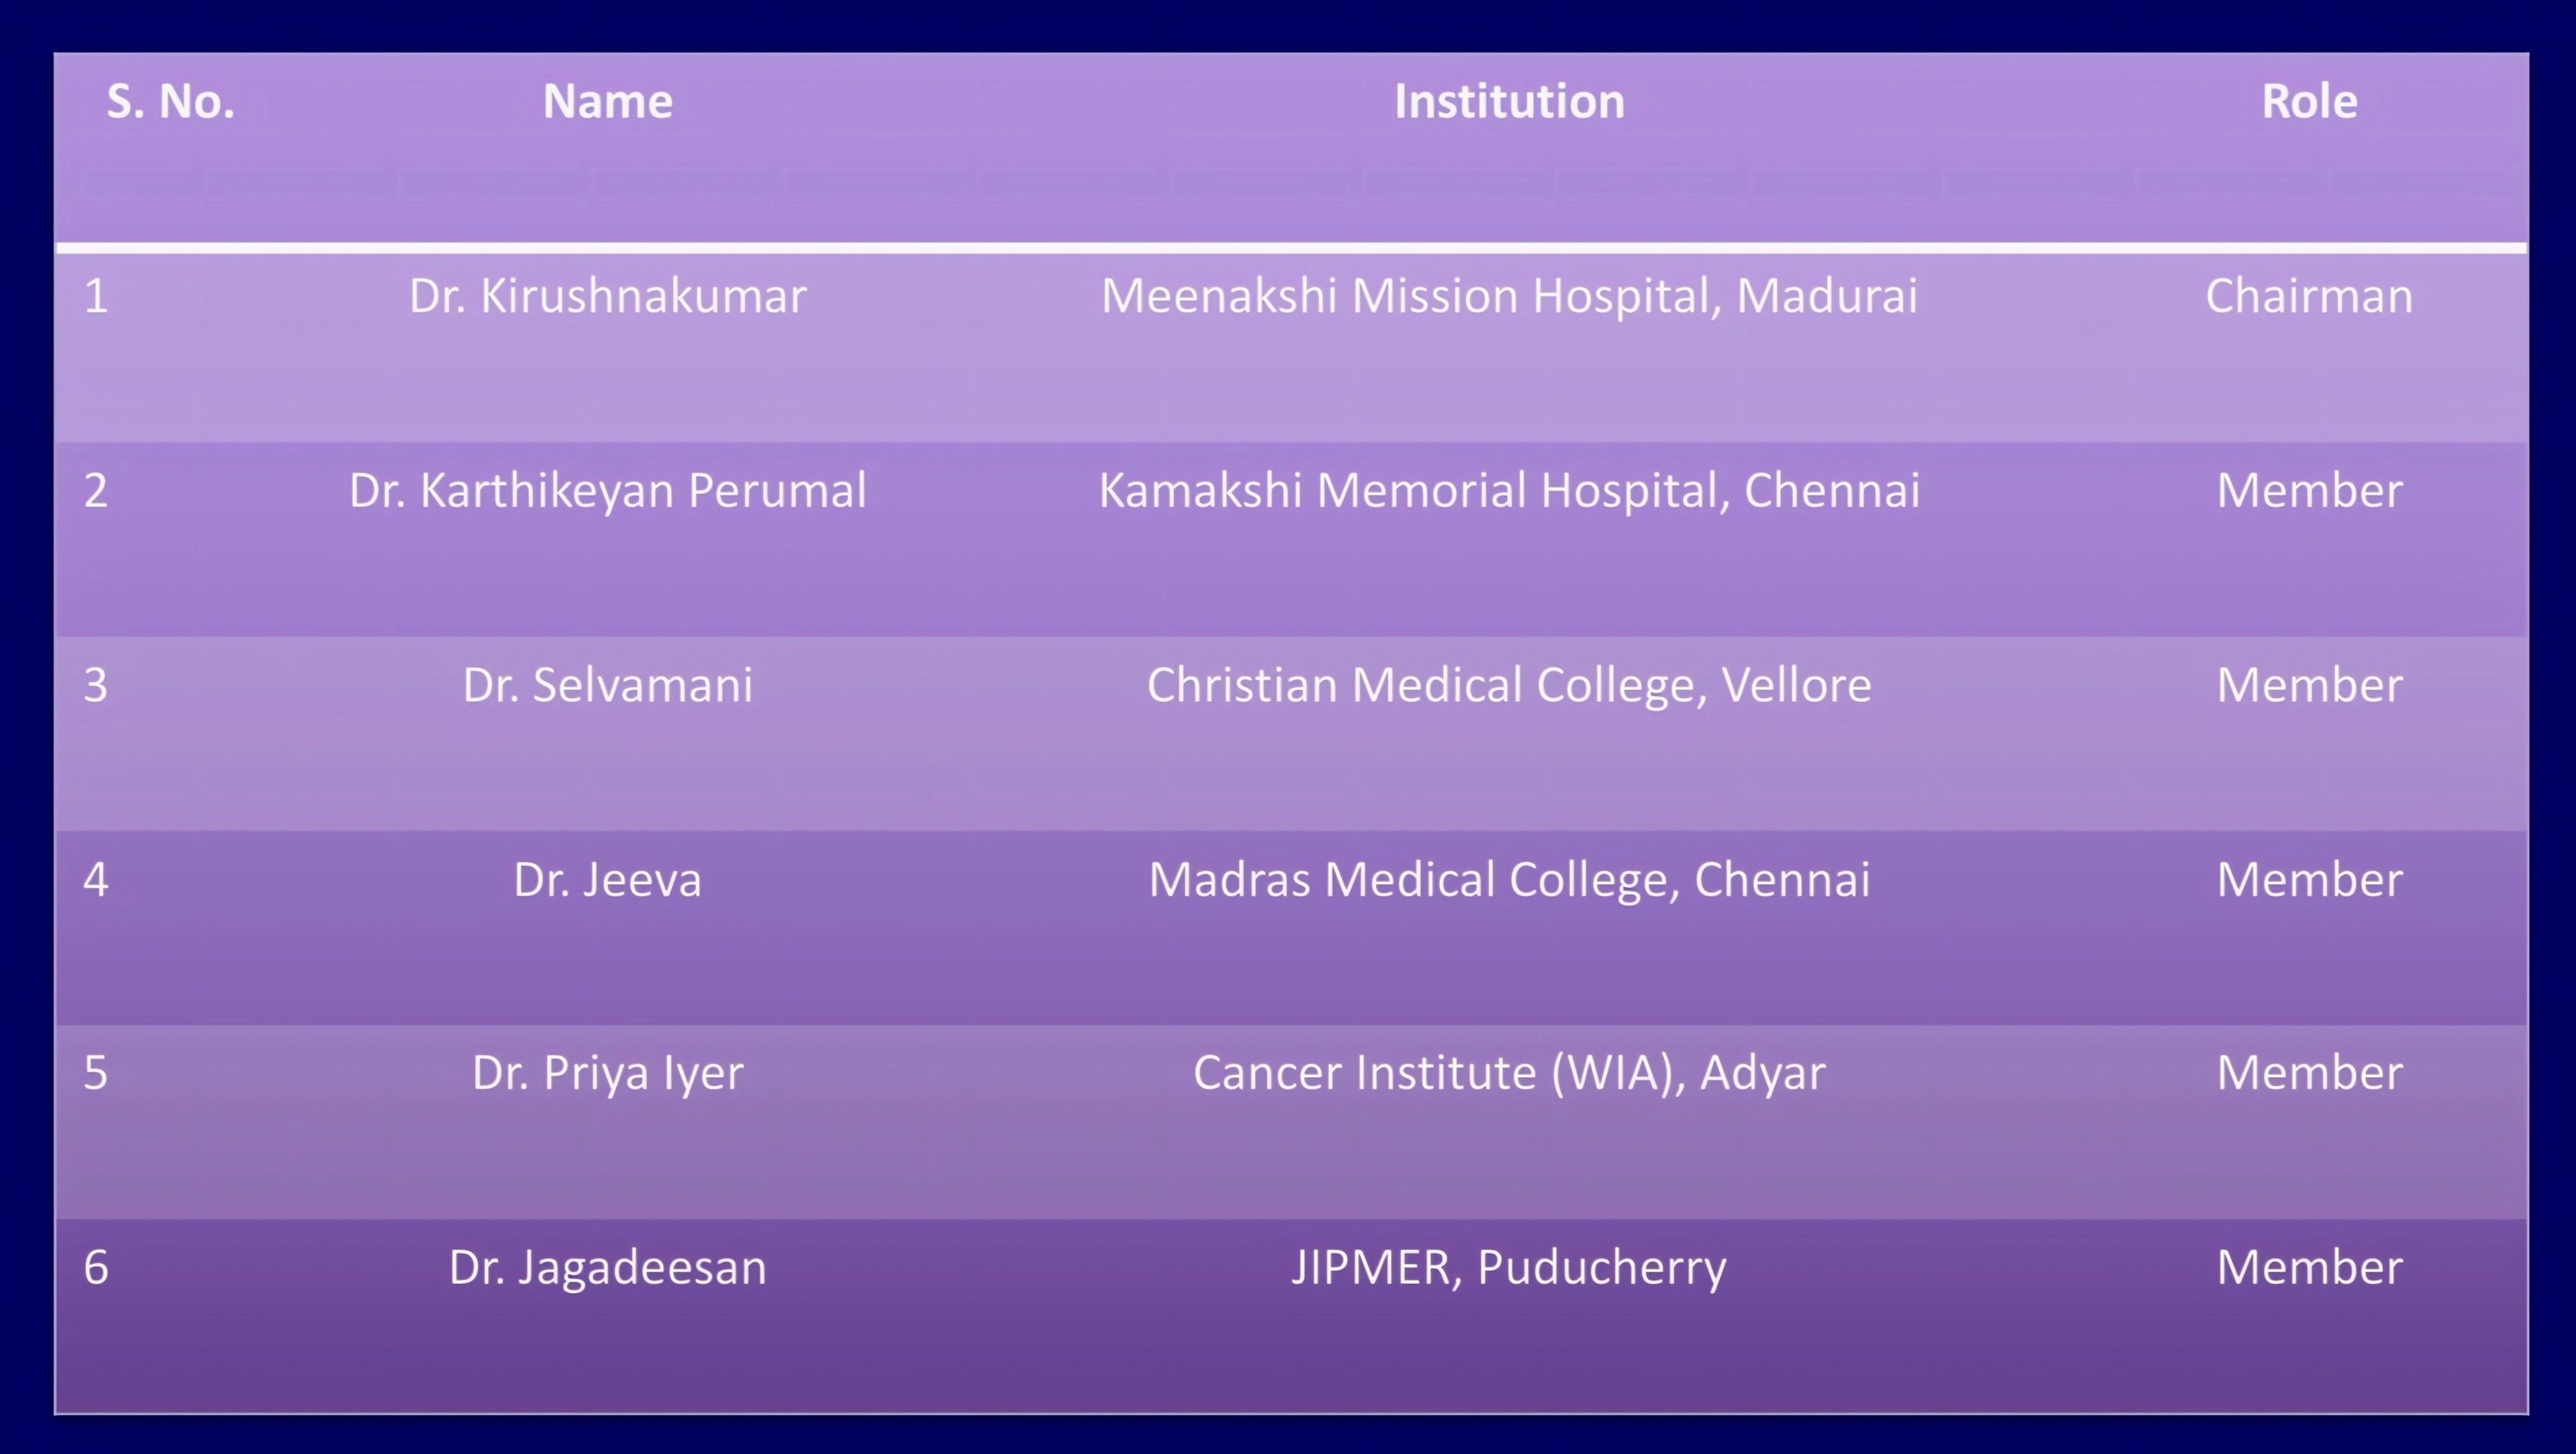 S. No. Name Institution Role
1 Dr. Kirushnakumar Meenakshi Mission Hospital, Madurai Chairman
2 Dr. Karthikeyan Perumal Kamakshi Memorial Hospital, Chennai Member
3 Dr. Selvamani Christian Medical College, Vellore Member
4 Dr. Jeeva Madras Medical College, Chennai Member
5 Dr. Priya Iyer Cancer Institute (WIA), Adyar Member
6 Dr. Jagadeesan JIPMER, Puducherry Member